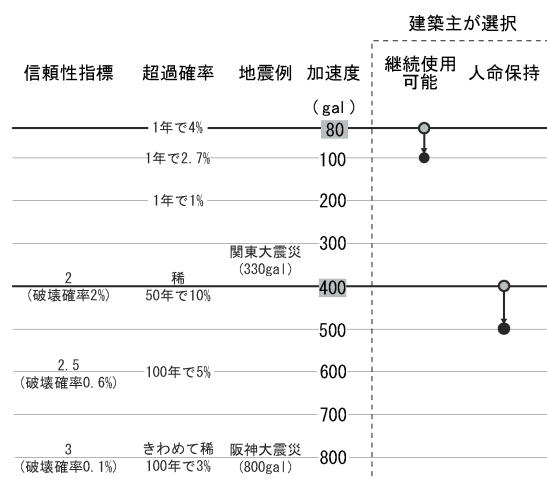 建築主が選択
信頼性指標 超過確率 地震例 加速度 継続使用可能 人命保持
(gal)
1年で4% 80
1年で2.7% 100
1年で1% 200
300
関東大震災
(330gal)
2 稀
(破壊確率2%) 50年で10% 400
500
2.5
(破壊確率0.6%) 100年で5% 600
700
3 きわめて稀 阪神大震災
(破壊確率0.1%) 100年で3% (800gal) 800